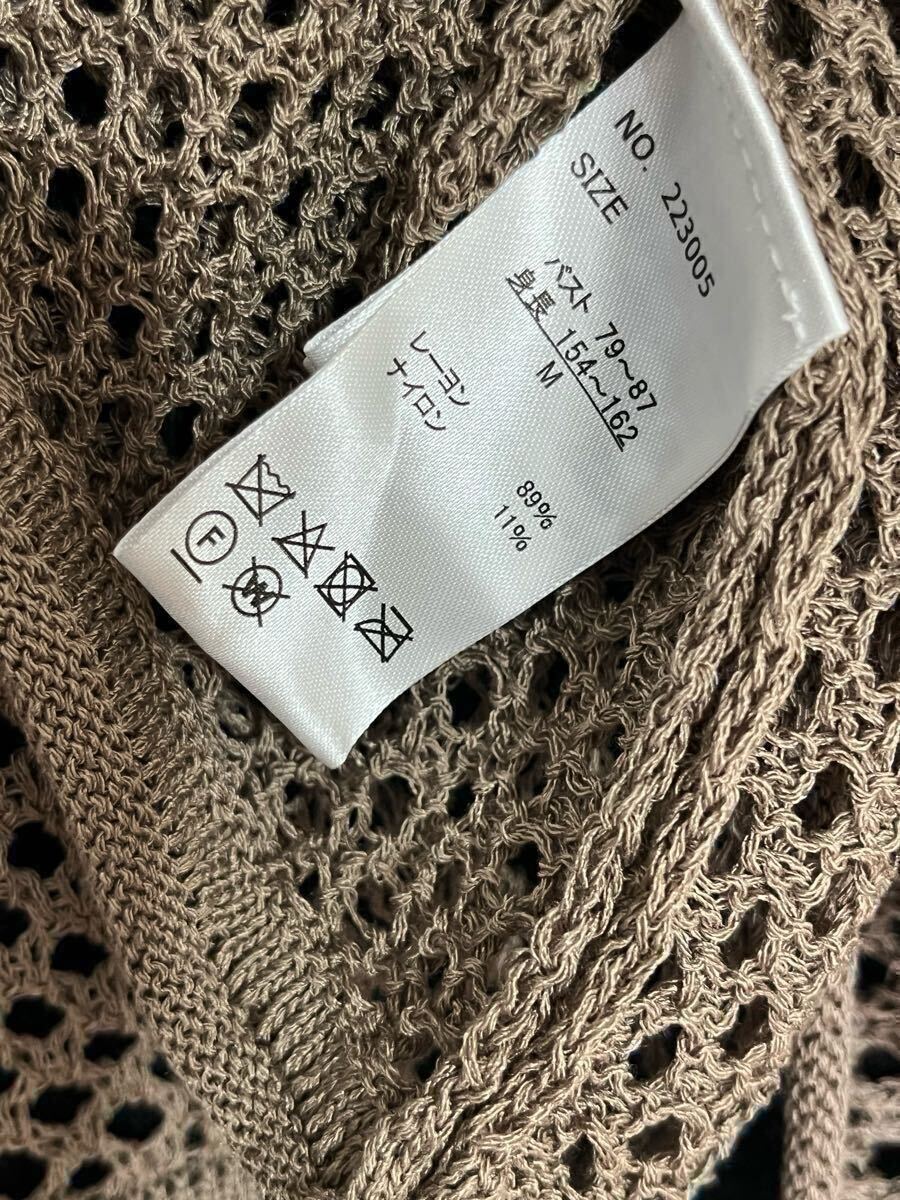 NO. 223005
SIZE
バスト 79～87
身長 154～162
M
レーヨン 89%
ナイロン 11%
F
W